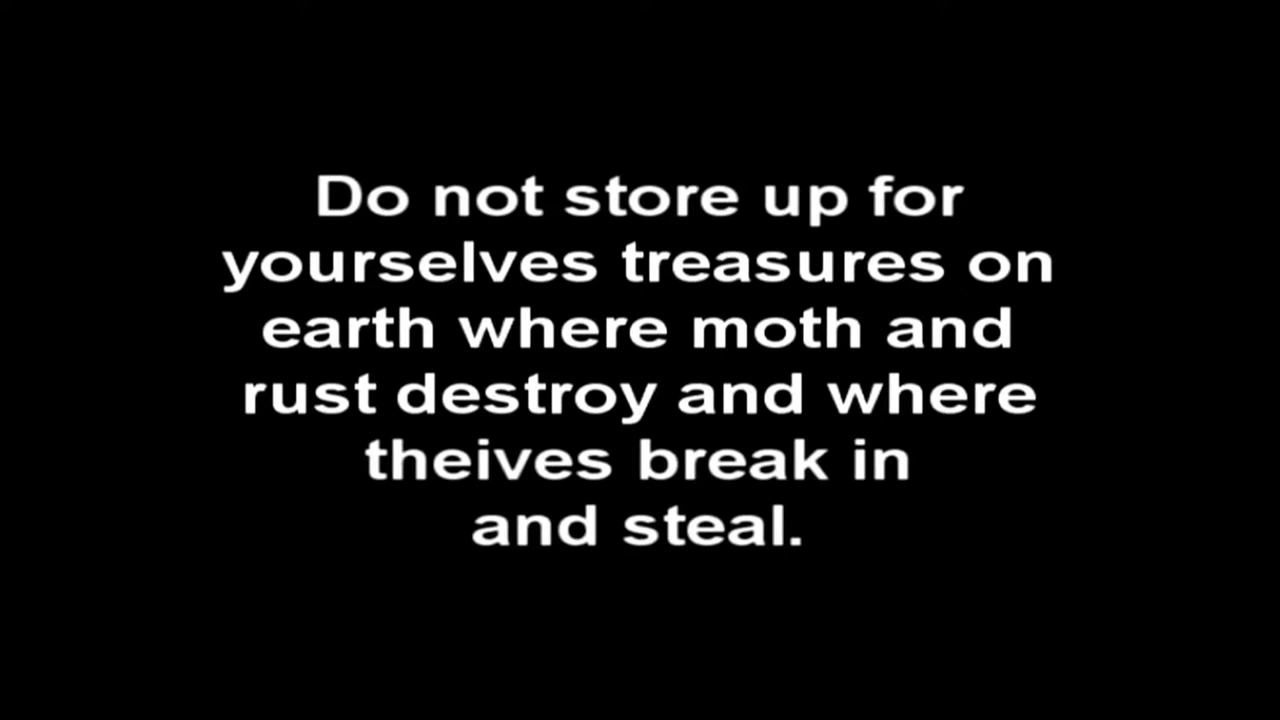 Do not store up for
yourselves treasures on
earth where moth and
rust destroy and where
theives break in
and steal.